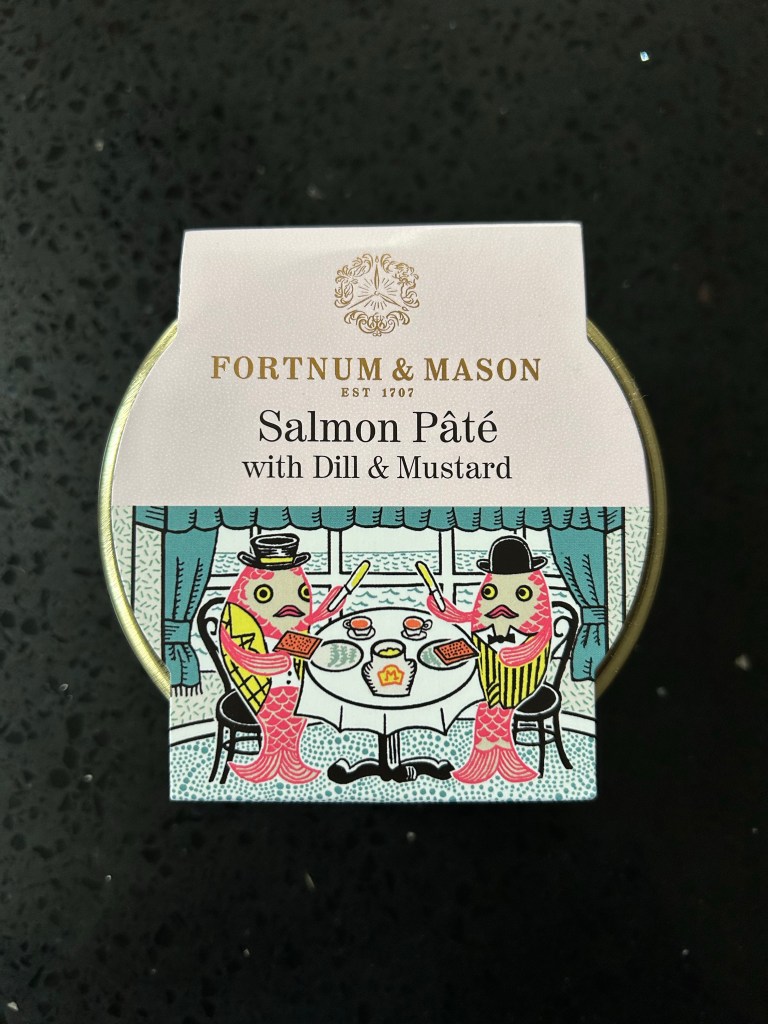 FORTNUM & MASON
EST 1707
Salmon Pâté
with Dill & Mustard
M